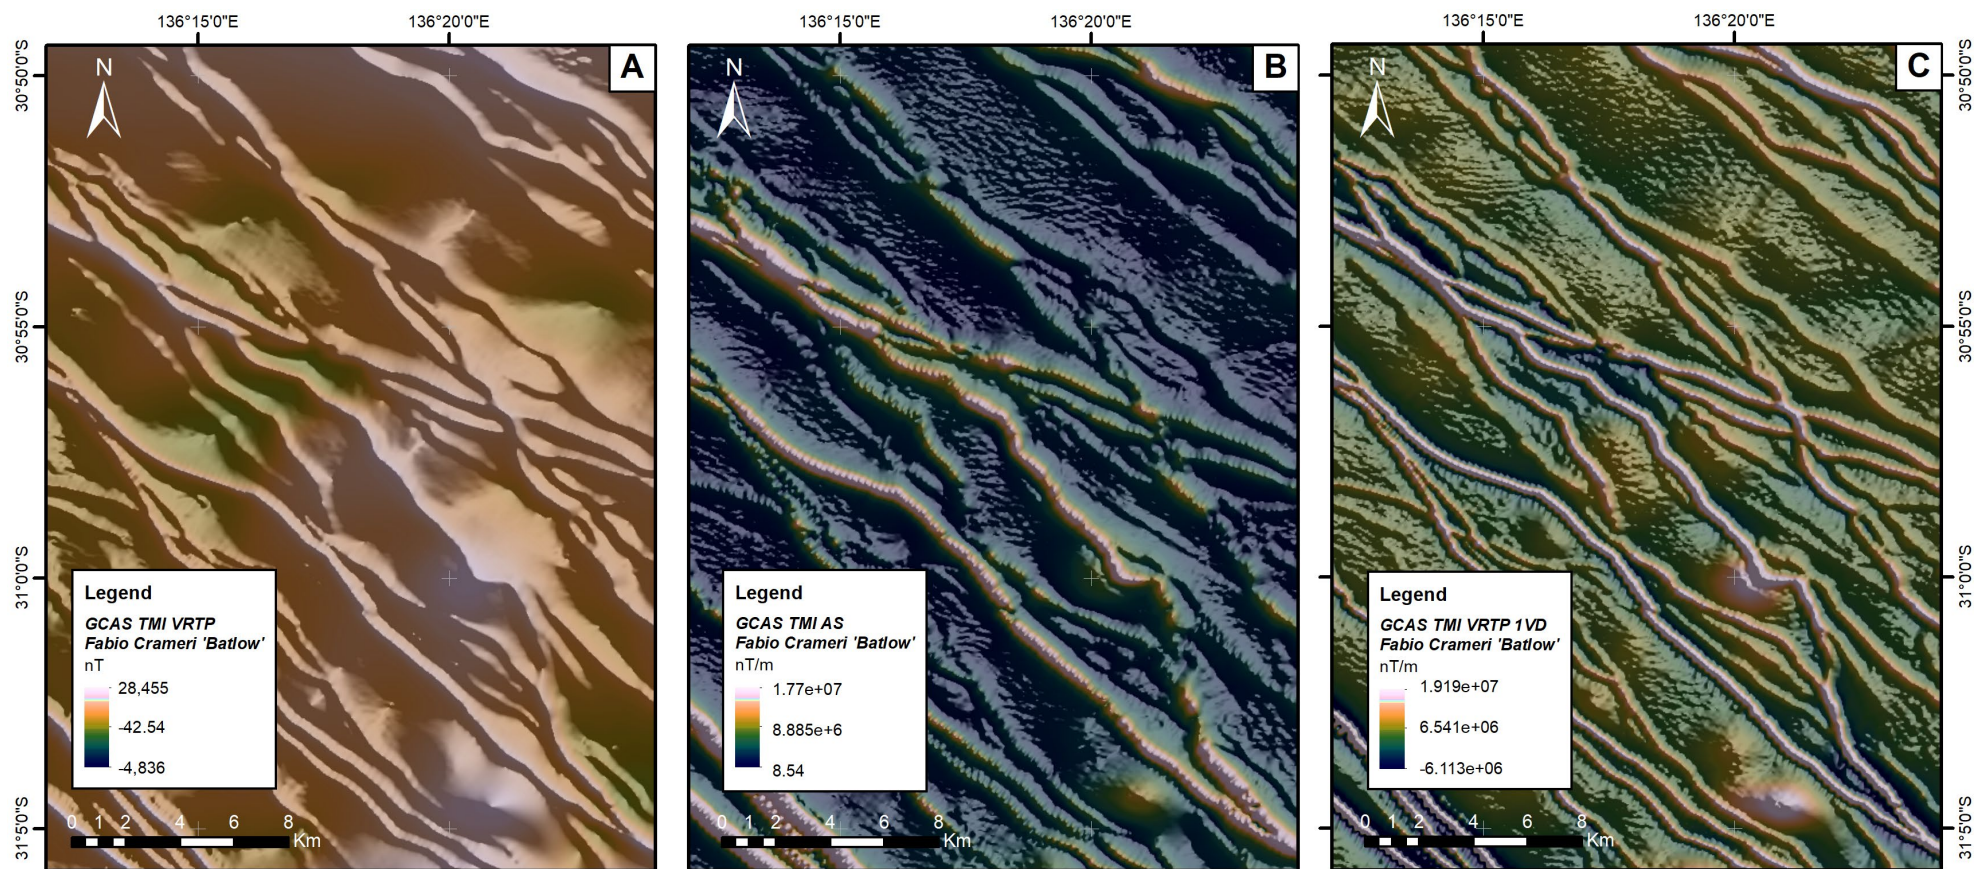 136°15'0"E 136°20'0"E 136°15'0"E 136°20'0"E 136°15'0"E 136°20'0"E
A
B
C
N
N
N
30°50'0"S
30°50'0"S
30°55'0"S
30°55'0"S
31°0'0"S
31°0'0"S
31°5'0"S
31°5'0"S
Legend
GCAS TMI VRTP
Fabio Crameri 'Batlow'
nT
28,455
-42.54
-4,836
0 1 2 4 6 8
Km
Legend
GCAS TMI AS
Fabio Crameri 'Batlow'
nT/m
1.77e+07
8.885e+6
8.54
0 1 2 4 6 8
Km
Legend
GCAS TMI VRTP 1VD
Fabio Crameri 'Batlow'
nT/m
1.919e+07
6.541e+06
-6.113e+06
0 1 2 4 6 8
Km